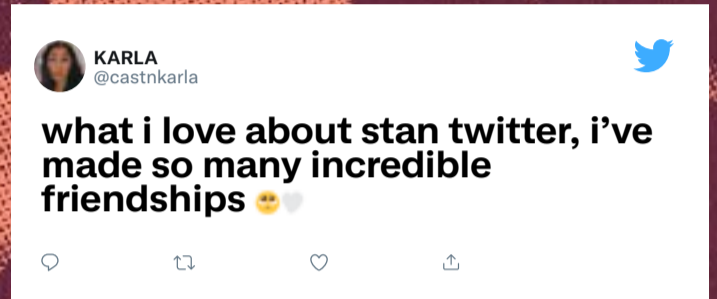 KARLA
@castnkarla
what i love about stan twitter, i’ve
made so many incredible
friendships 🥺🤍